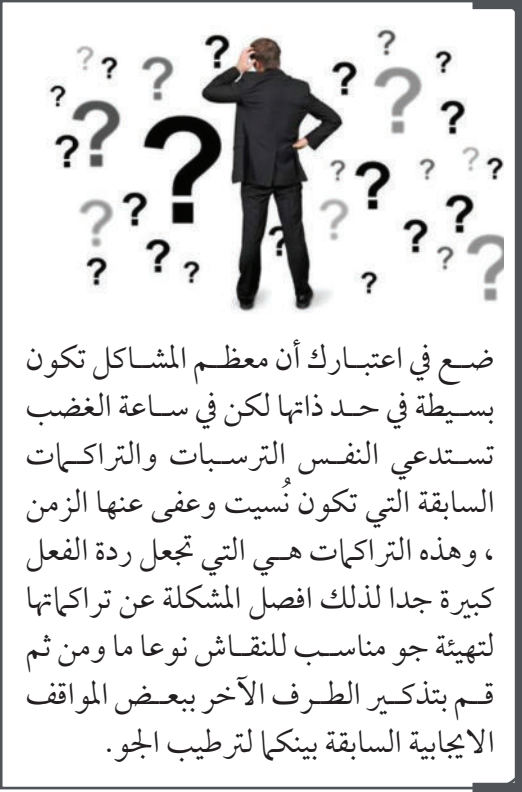 ضع في اعتبارك أن معظم المشاكل تكون
بسيطة في حد ذاتها لكن في ساعة الغضب
تستدعي النفس الترسبات والتراكمات
السابقة التي تكون نُسيت وعفى عنها الزمن
، وهذه التراكمات هي التي تجعل ردة الفعل
كبيرة جدا لذلك افصل المشكلة عن تراكماتها
لتهيئة جو مناسب للنقاش نوعا ما ومن ثم
قم بتذكير الطرف الآخر ببعض المواقف
الايجابية السابقة بينكما لترطيب الجو.